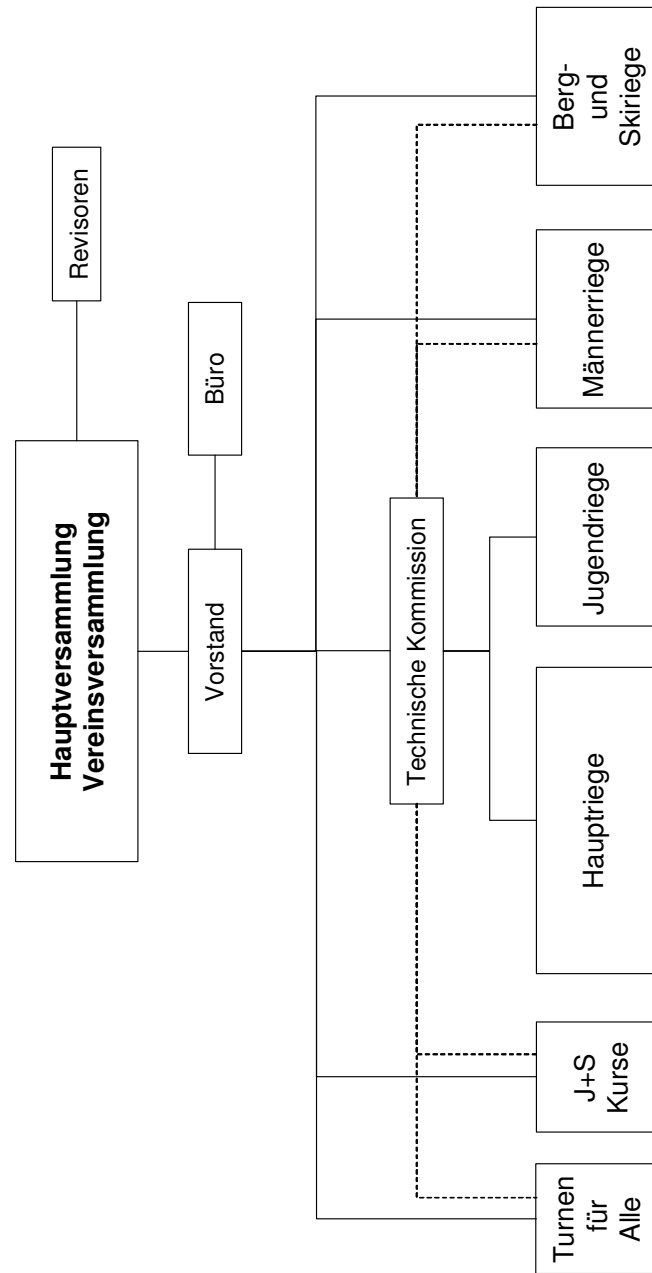 Hauptversammlung
Vereinsversammlung
Revisoren
Vorstand
Büro
Technische Kommission
Turnen
für
Alle
J+S
Kurse
Hauptriege
Jugendriege
Männerriege
Berg-
und
Skiriege